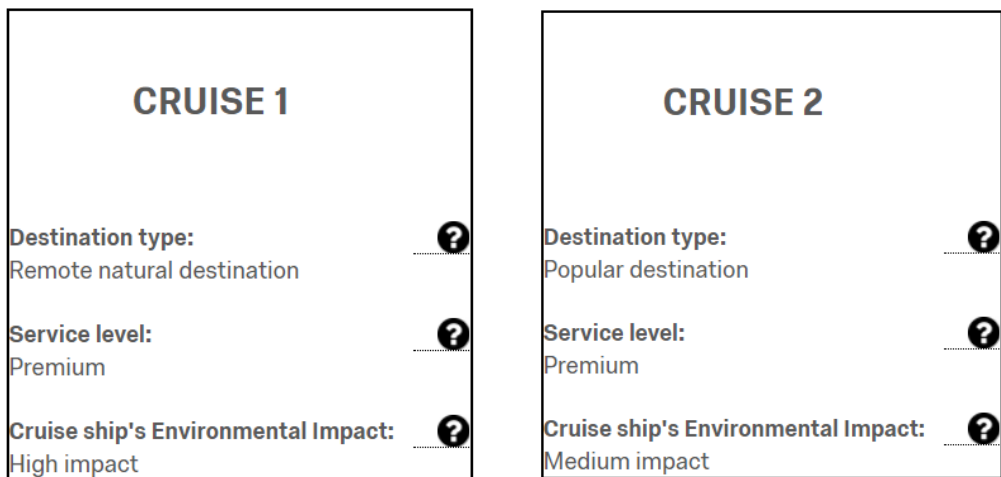 CRUISE 1
Destination type:
Remote natural destination
Service level:
Premium
Cruise ship's Environmental Impact:
High impact
CRUISE 2
Destination type:
Popular destination
Service level:
Premium
Cruise ship's Environmental Impact:
Medium impact